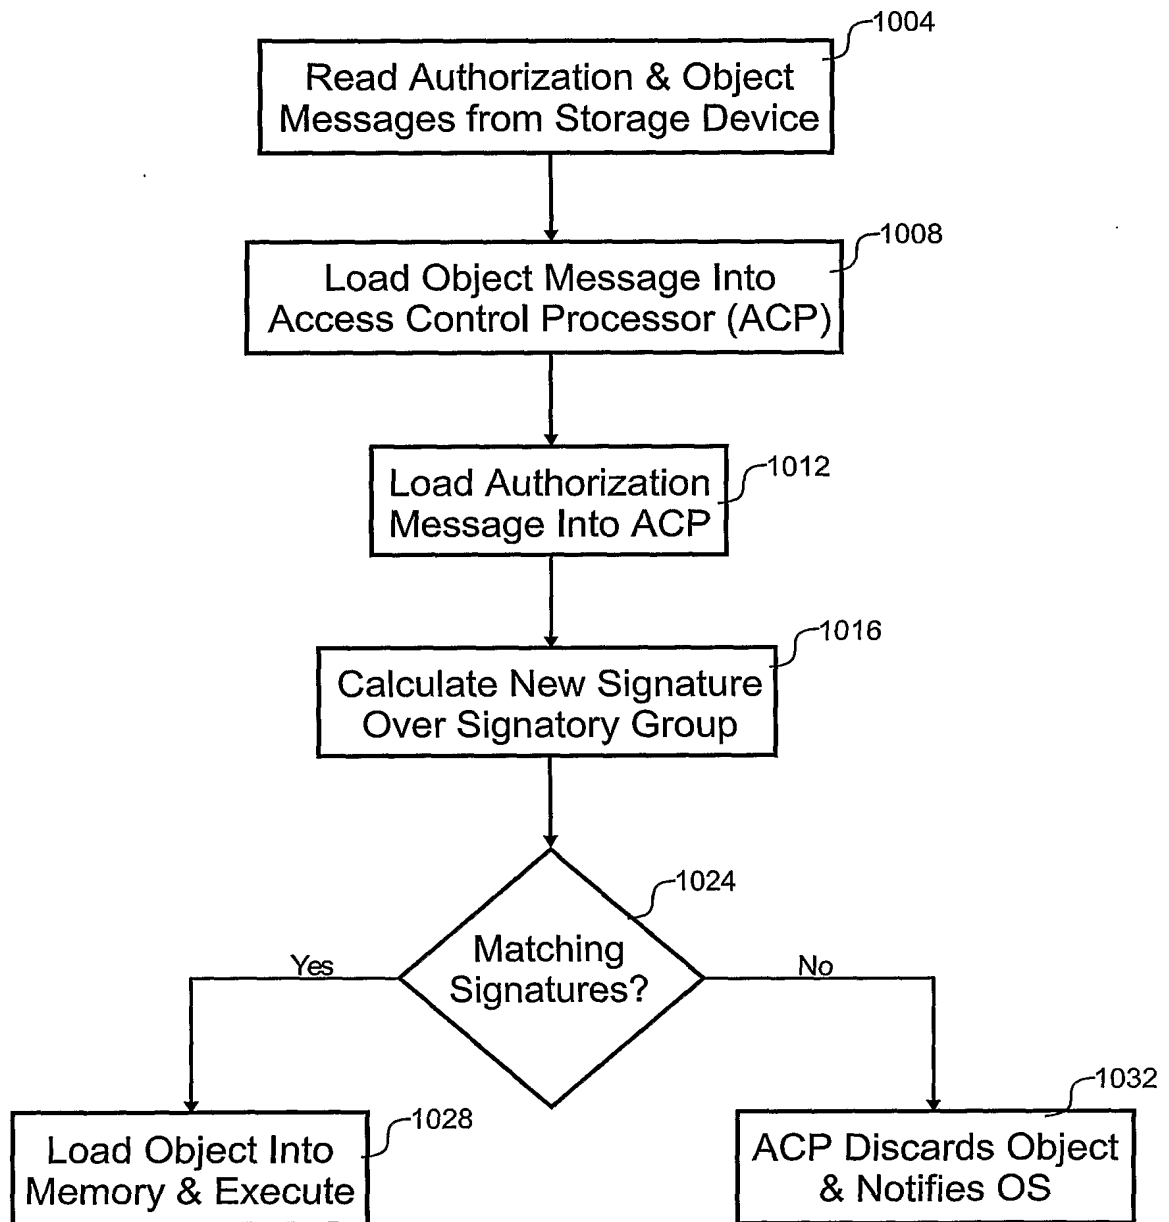 1004
Read Authorization & Object
Messages from Storage Device
1008
Load Object Message Into
Access Control Processor (ACP)
1012
Load Authorization
Message Into ACP
1016
Calculate New Signature
Over Signatory Group
1024
Matching
Signatures?
Yes
No
1028
Load Object Into
Memory & Execute
1032
ACP Discards Object
& Notifies OS